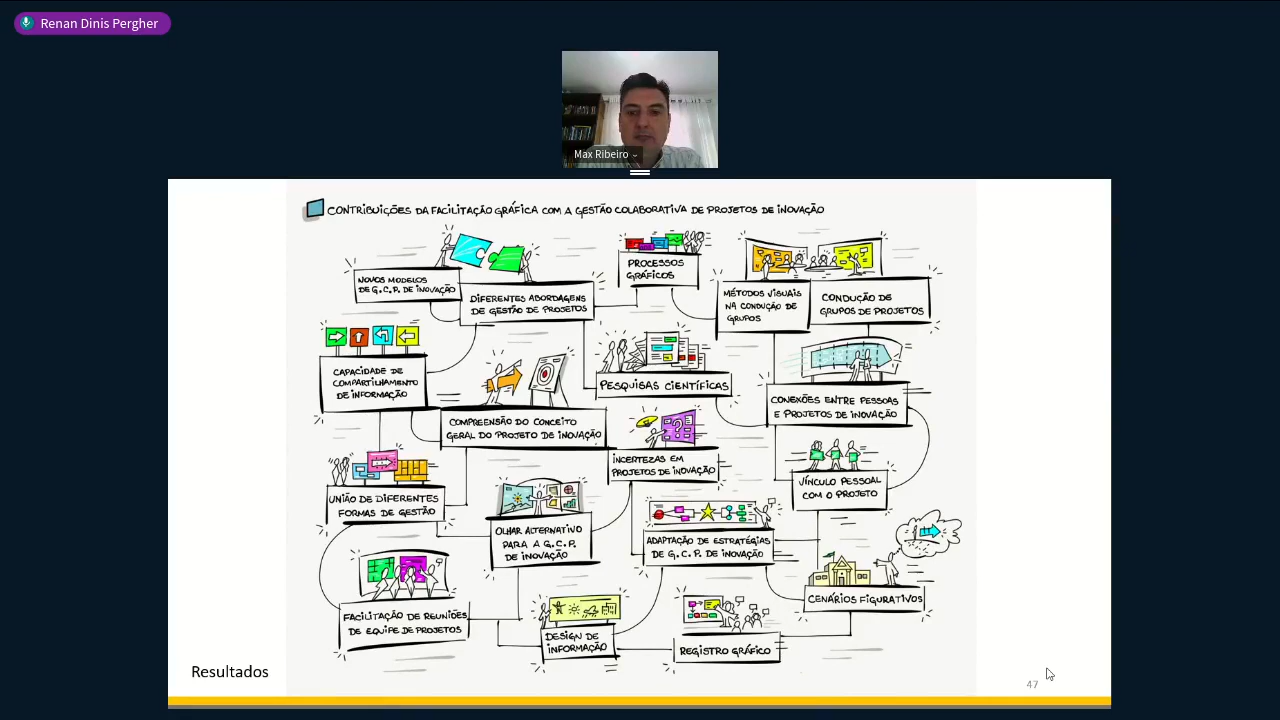 Renan Dinis Pergher
Max Ribeiro
CONTRIBUIÇÕES DA FACILITAÇÃO GRÁFICA COM A GESTÃO COLABORATIVA DE PROJETOS DE INOVAÇÃO
NOVOS MODELOS
DE G.C.P. DE INOVAÇÃO
DIFERENTES ABORDAGENS
DE GESTÃO DE PROJETOS
PROCESSOS
GRÁFICOS
MÉTODOS VISUAIS
NA CONDUÇÃO DE
GRUPOS
CONDUÇÃO DE
GRUPOS DE PROJETOS
CAPACIDADE DE
COMPARTILHAMENTO
DE INFORMAÇÃO
PESQUISAS CIENTÍFICAS
CONEXÕES ENTRE PESSOAS
E PROJETOS DE INOVAÇÃO
COMPREENSÃO DO CONCEITO
GERAL DO PROJETO DE INOVAÇÃO
INCERTEZAS EM
PROJETOS DE INOVAÇÃO
VÍNCULO PESSOAL
COM O PROJETO
UNIÃO DE DIFERENTES
FORMAS DE GESTÃO
OLHAR ALTERNATIVO
PARA A G.C.P.
DE INOVAÇÃO
ADAPTAÇÃO DE ESTRATÉGIAS
DE G.C.P. DE INOVAÇÃO
CENÁRIOS FIGURATIVOS
FACILITAÇÃO DE REUNIÕES
DE EQUIPE DE PROJETOS
DESIGN DE
INFORMAÇÃO
REGISTRO GRÁFICO
Resultados
47